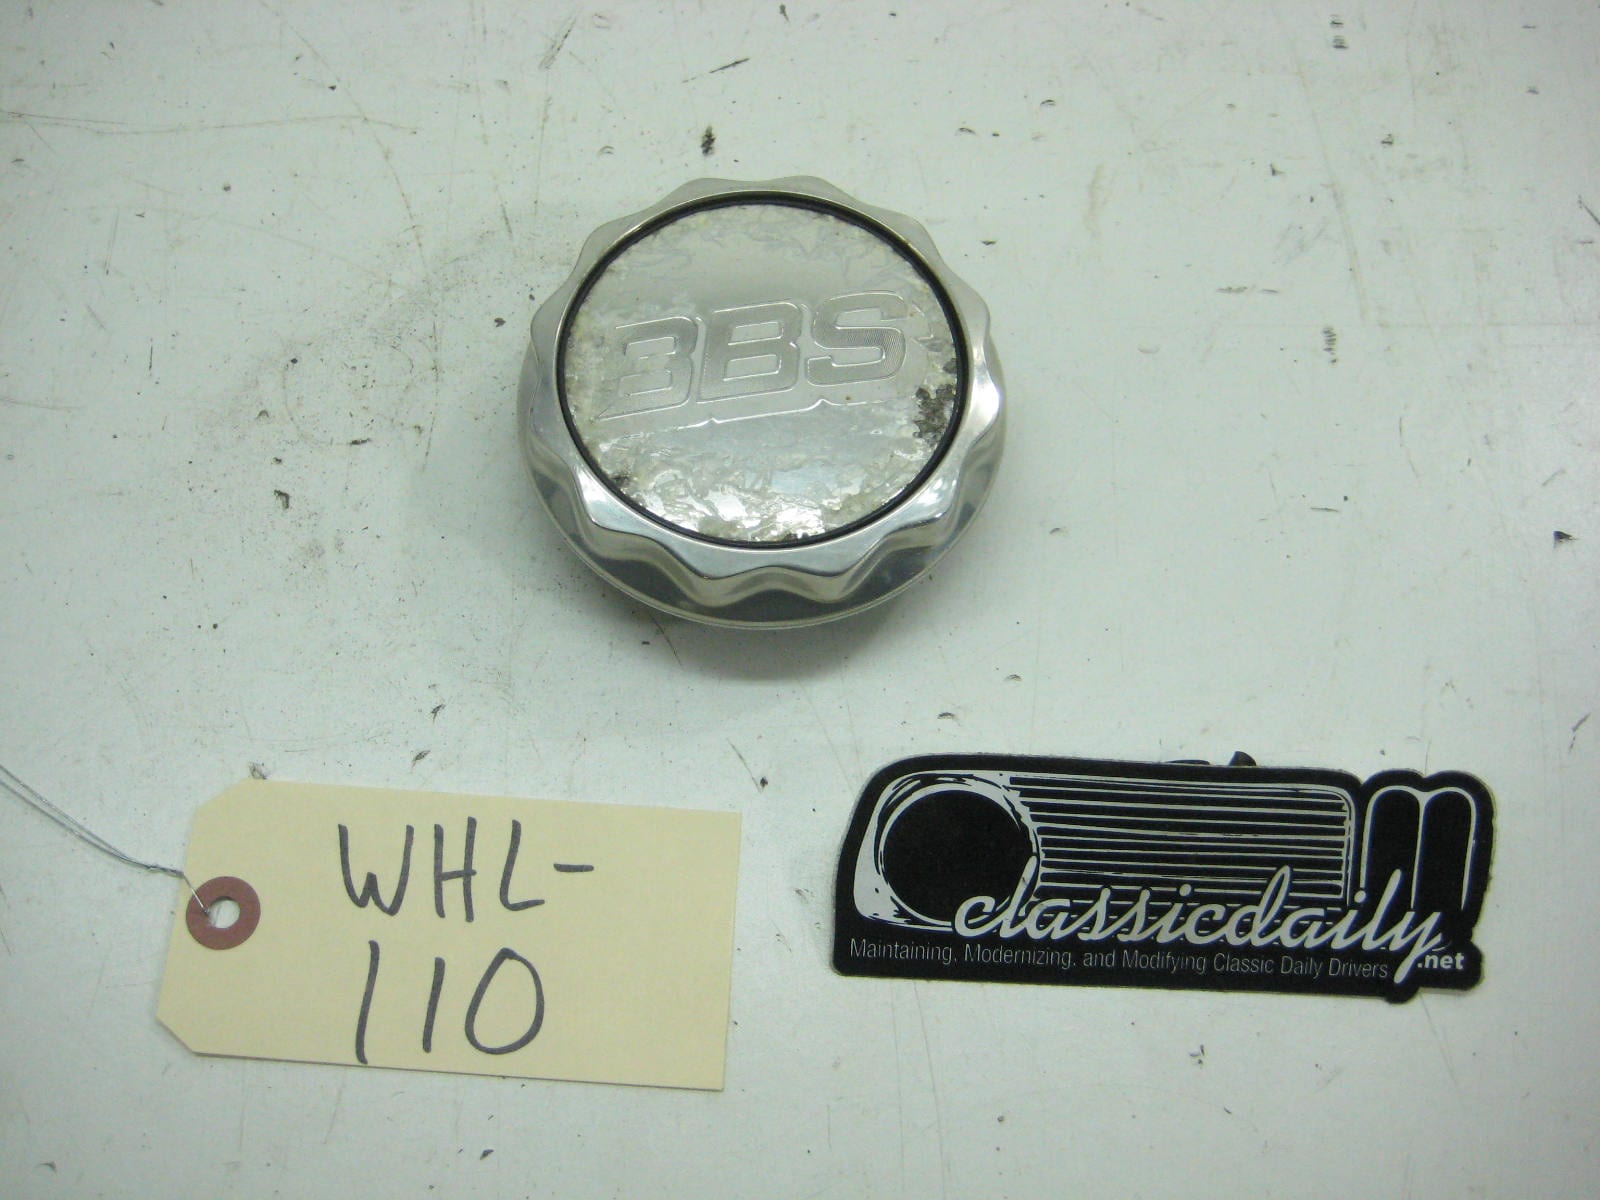 BBS
WHL-
110
classicdaily.net
Maintaining, Modernizing, and Modifying Classic Daily Drivers